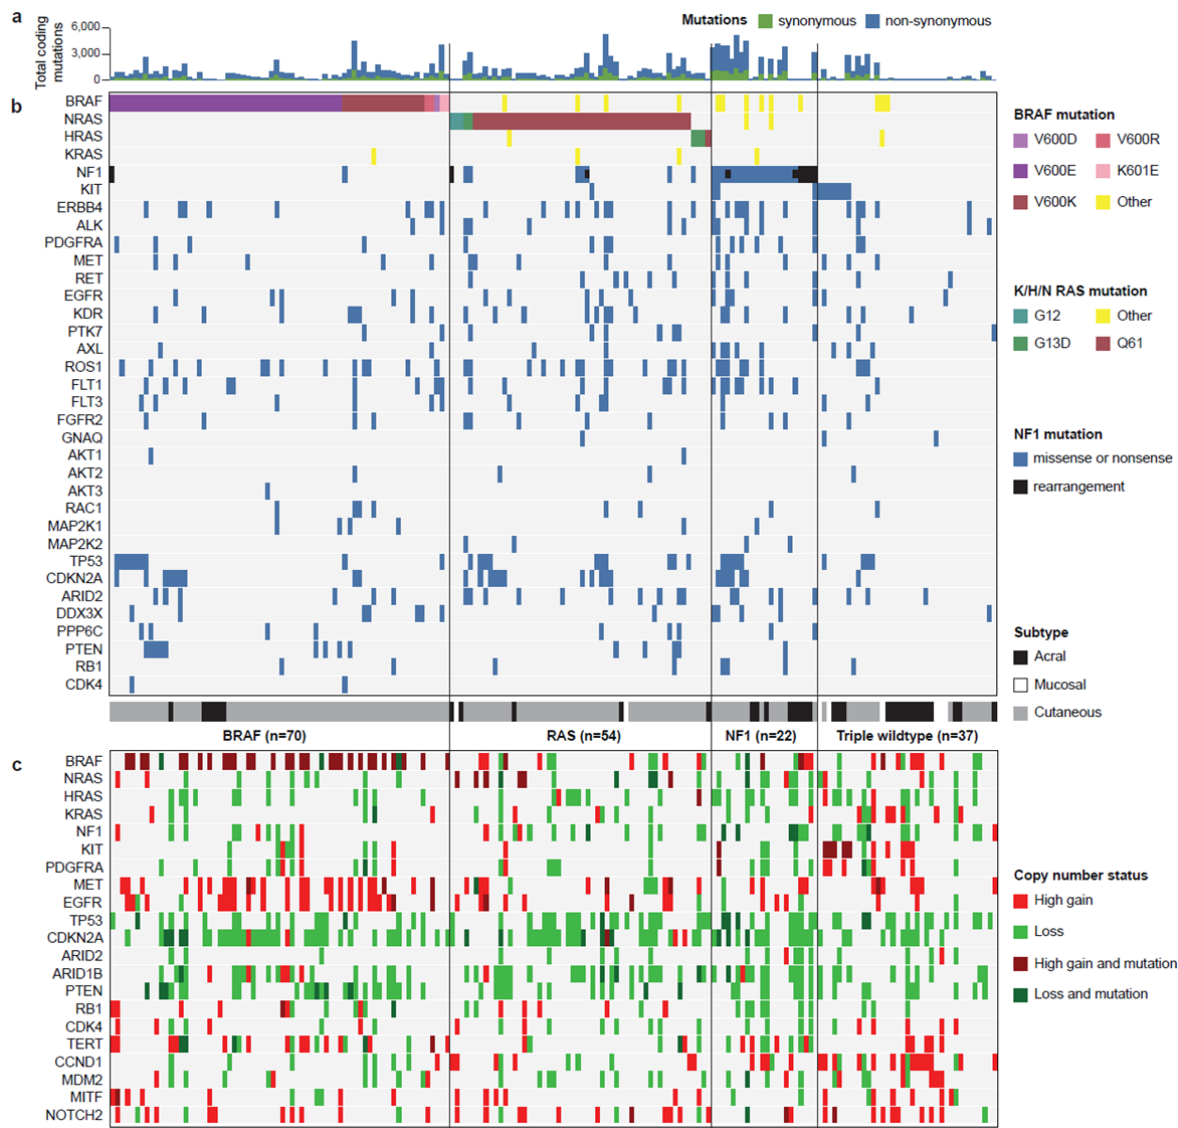 a
Mutations synonymous non-synonymous
Total coding
mutations
6,000
3,000
0
b
BRAF
NRAS
HRAS
KRAS
NF1
KIT
ERBB4
ALK
PDGFRA
MET
RET
EGFR
KDR
PTK7
AXL
ROS1
FLT1
FLT3
FGFR2
GNAQ
AKT1
AKT2
AKT3
RAC1
MAP2K1
MAP2K2
TP53
CDKN2A
ARID2
DDX3X
PPP6C
PTEN
RB1
CDK4
BRAF mutation
V600D V600R
V600E K601E
V600K Other
K/H/N RAS mutation
G12 Other
G13D Q61
NF1 mutation
missense or nonsense
rearrangement
Subtype
Acral
Mucosal
Cutaneous
BRAF (n=70) RAS (n=54) NF1 (n=22) Triple wildtype (n=37)
c
BRAF
NRAS
HRAS
KRAS
NF1
KIT
PDGFRA
MET
EGFR
TP53
CDKN2A
ARID2
ARID1B
PTEN
RB1
CDK4
TERT
CCND1
MDM2
MITF
NOTCH2
Copy number status
High gain
Loss
High gain and mutation
Loss and mutation